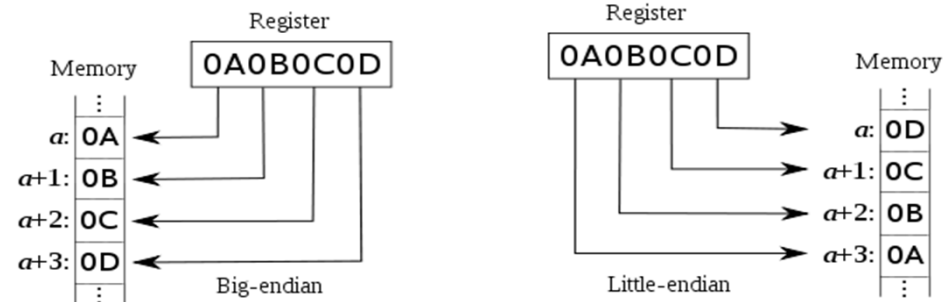 Register
0A0B0C0D
Memory
⋮
a: 0A
a+1: 0B
a+2: 0C
a+3: 0D
⋮
Big-endian
Register
0A0B0C0D
Memory
⋮
a: 0D
a+1: 0C
a+2: 0B
a+3: 0A
⋮
Little-endian